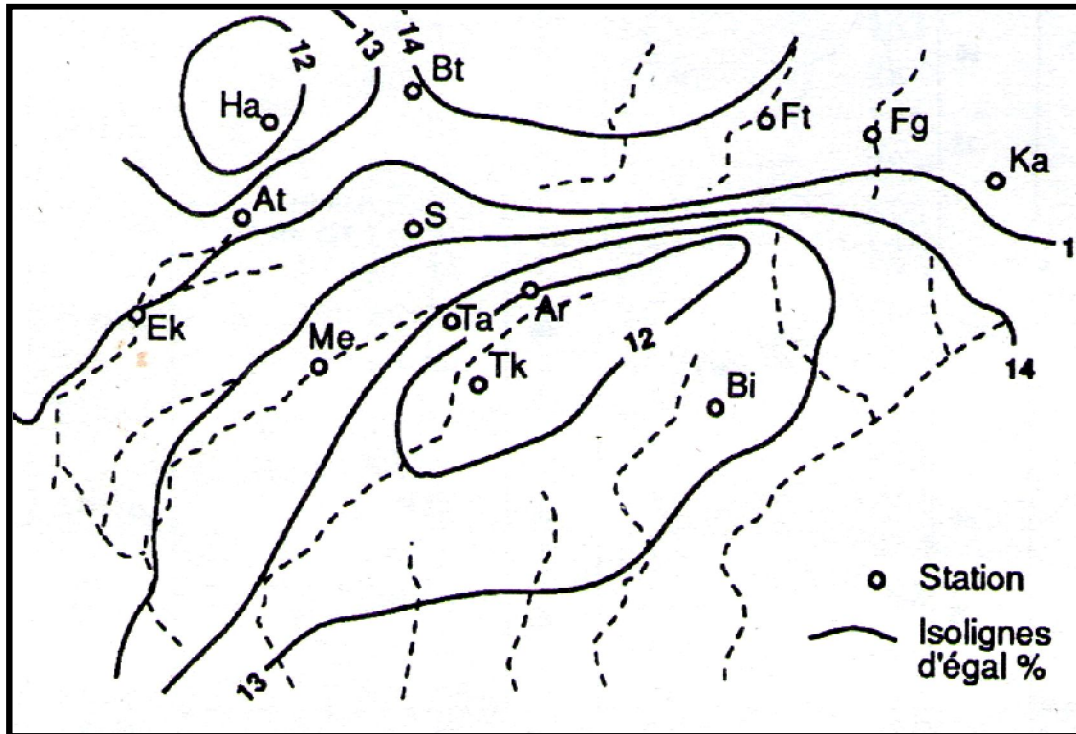 12
13
14
Bt
Ha
Ft
Fg
Ka
At
S
1
Ek
Me
Ta
Ar
12
14
Tk
Bi
Station
Isolignes
d'égal %
13